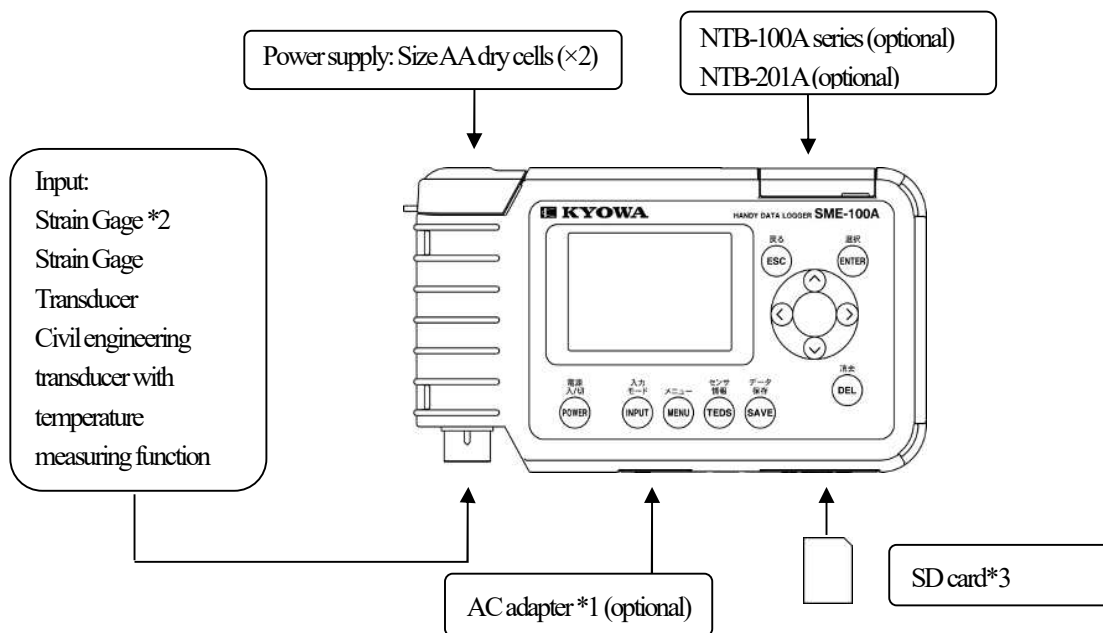 Power supply: Size AA dry cells (×2)
NTB-100A series (optional)
NTB-201A (optional)
Input:
Strain Gage *2
Strain Gage
Transducer
Civil engineering
transducer with
temperature
measuring function
KYOWA
HANDY DATA LOGGER SME-100A
戻る
ESC
選択
ENTER
消去
DEL
電源
入/切
POWER
入力
モード
INPUT
メニュー
MENU
センサ
情報
TEDS
データ
保存
SAVE
AC adapter *1 (optional)
SD card*3